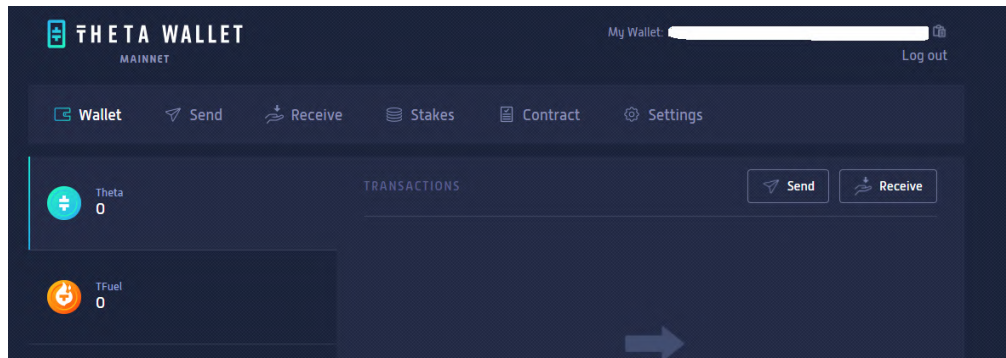 THETA WALLET
MAINNET
My Wallet:
Log out
Wallet Send Receive Stakes Contract Settings
Theta
0
TRANSACTIONS
Send Receive
TFuel
0